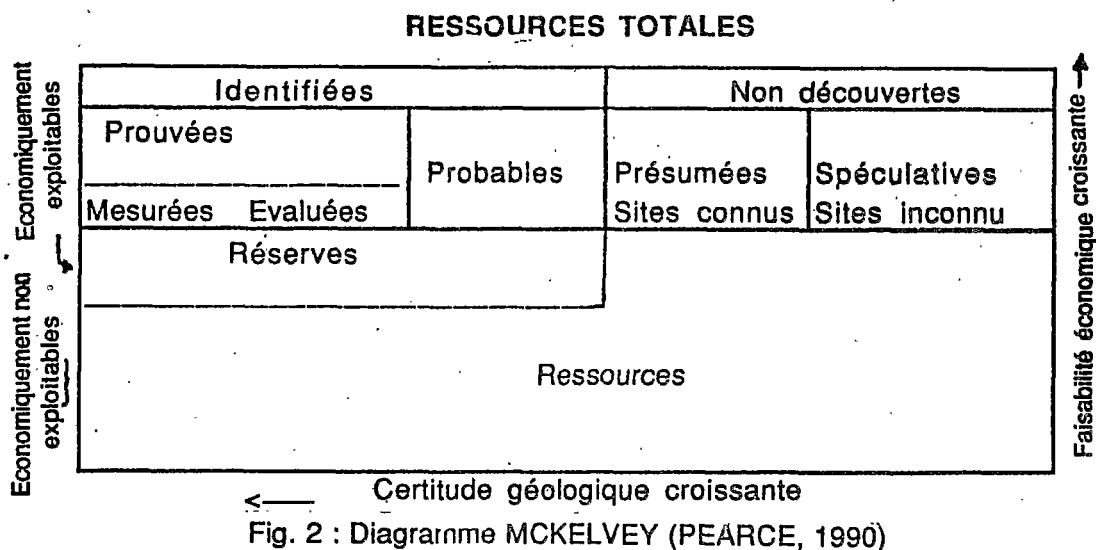 RESSOURCES TOTALES
Identifiées
Non découvertes
Prouvées
Probables
Présumées
Spéculatives
Mesurées Evaluées
Sites connus
Sites inconnu
Réserves
Ressources
Economiquement
exploitables
Economiquement non
exploitables
Faisabilité économique croissante
Certitude géologique croissante
Fig. 2 : Diagramme MCKELVEY (PEARCE, 1990)